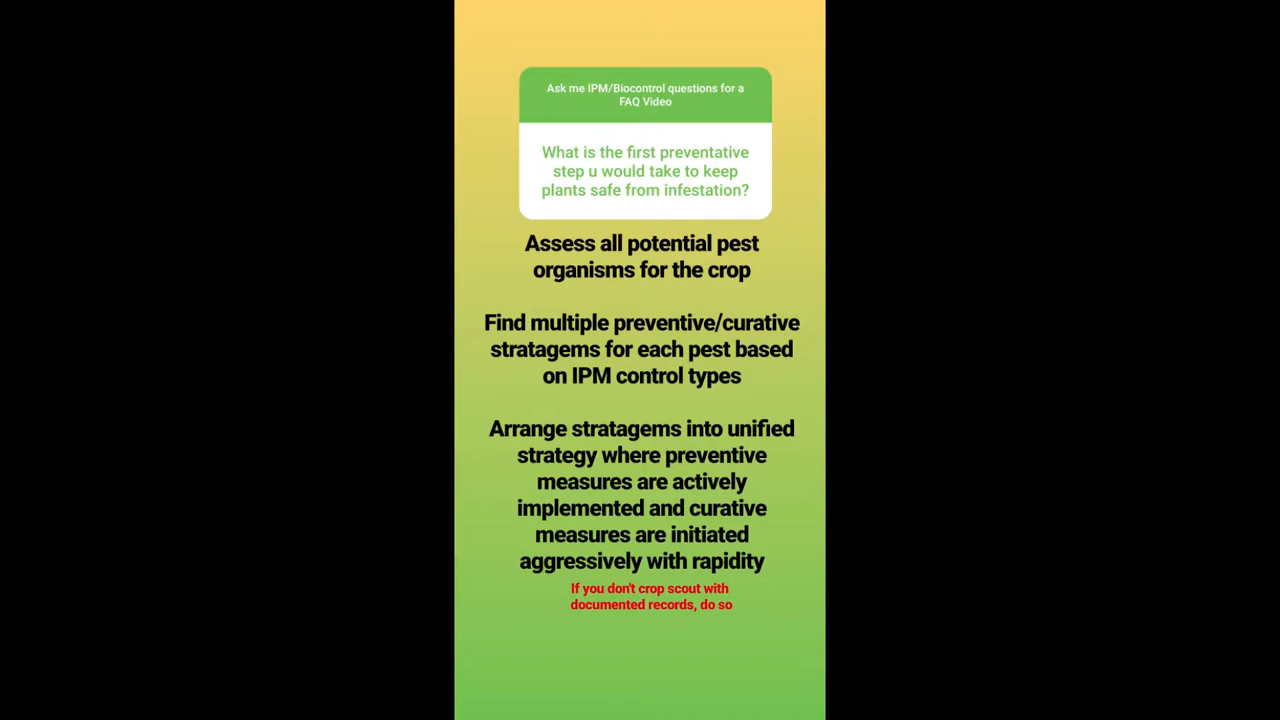 Ask me IPM/Biocontrol questions for a
FAQ Video
What is the first preventative
step u would take to keep
plants safe from infestation?
Assess all potential pest
organisms for the crop
Find multiple preventive/curative
stratagems for each pest based
on IPM control types
Arrange stratagems into unified
strategy where preventive
measures are actively
implemented and curative
measures are initiated
aggressively with rapidity
If you don't crop scout with
documented records, do so